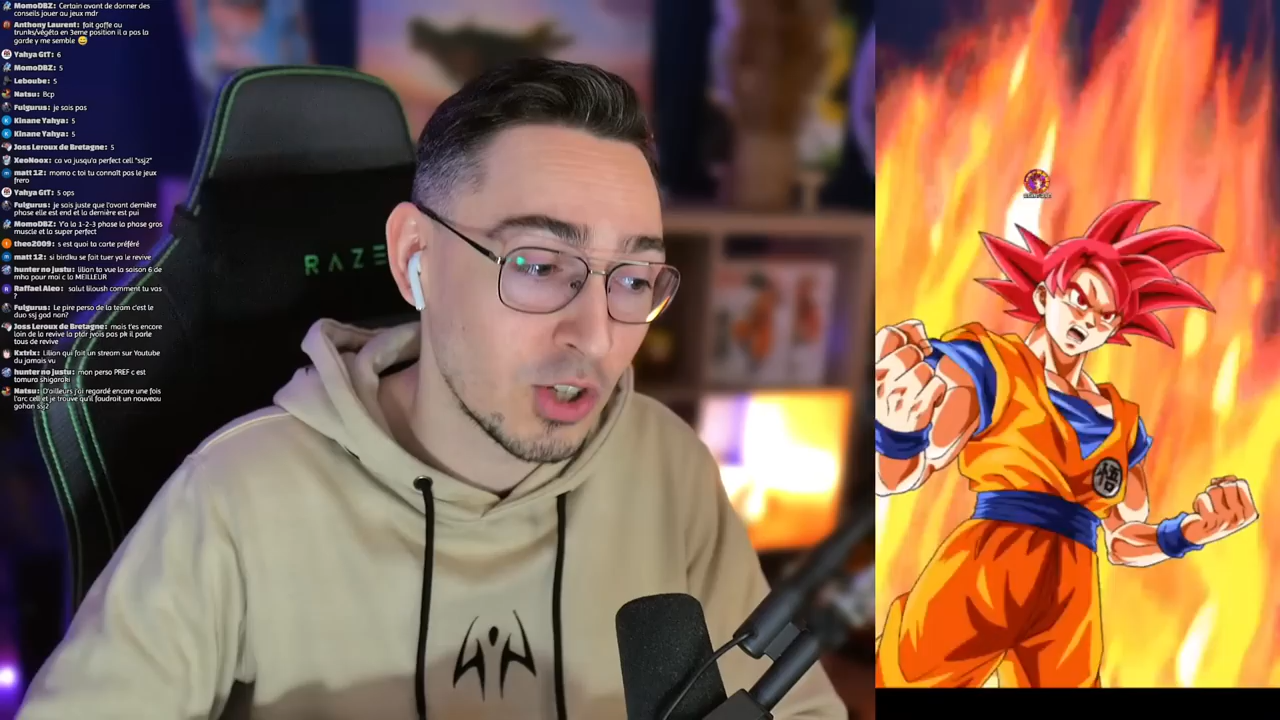 MomoDBZ: Certain avant de donner des
conseils jouer au jeux mdr
Anthony Laurent: fait gaffe au
trunks/végéta en 3eme position il a pas la
garde y me semble 😄
Yahya GIT: 6
MomoDBZ: 5
Leboube: 5
Natsu: Bcp
Fulgurus: je sais pas
Kinane Yahya: 5
Kinane Yahya: 5
Joss Leroux de Bretagne: 5
XeoNoox: ca va jusqu'a perfect cell "ssj2"
matt 12: momo c toi tu connaît pas le jeux
frero
Yahya GIT: 5 ops
Fulgurus: je sais juste que l'avant dernière
phase elle est end et la dernière est pui
MomoDBZ: Y'a la 1-2-3 phase la phase gros
muscle et la super perfect
theo2009: s est quoi ta carte préféré
matt 12: si birdku se fait tuer ya le revive
hunter no justu: lilian ta vue la saison 6 de
mha pour moi c la MEILLEUR
Raffael Aleo: salut liloush comment tu vas
?
Fulgurus: Le pire perso de la team c'est le
duo ssj god non?
Joss Leroux de Bretagne: mais t'es encore
loin de la revive la ptdr jvois pas pk il parle
tous de revive
Kxtrix: Lilion qui fait un stream sur Youtube
du jamais vu
hunter no justu: mon perso PREF c est
tomura shigaraki
Natsu: D'ailleurs j'ai regardé encore une fois
l'arc cell et je trouve qu'il foudrait un nouveau
gohan ssj2
RAZE
悟